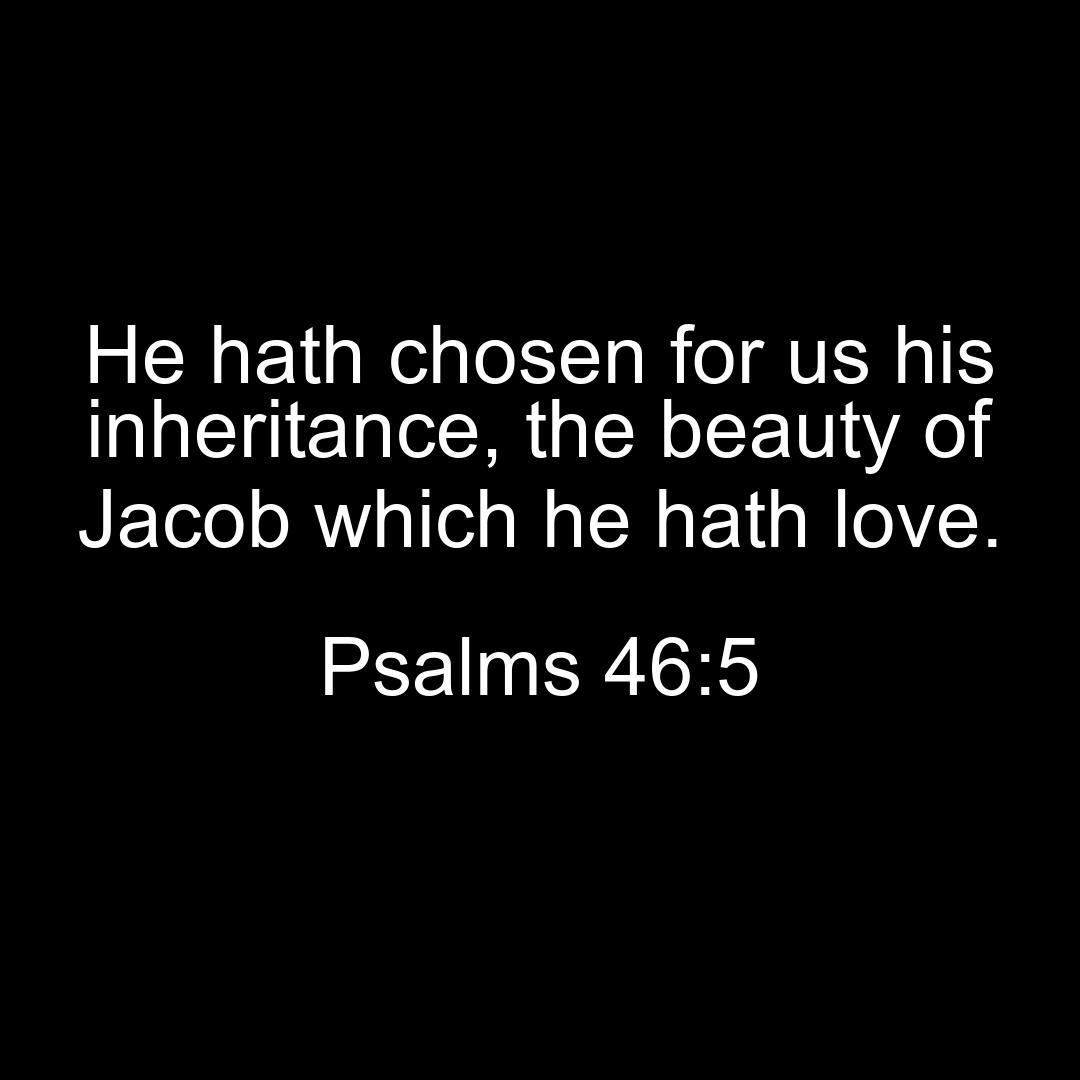 He hath chosen for us his
inheritance, the beauty of
Jacob which he hath love.
Psalms 46:5